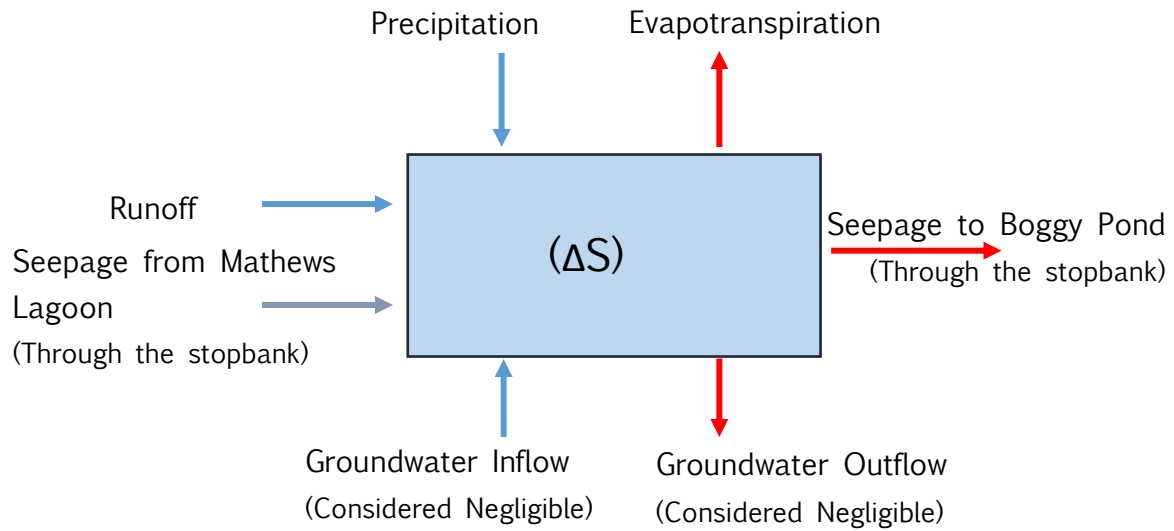 Precipitation
Evapotranspiration
Runoff
Seepage from Mathews
Lagoon
(Through the stopbank)
(ΔS)
Seepage to Boggy Pond
(Through the stopbank)
Groundwater Inflow
(Considered Negligible)
Groundwater Outflow
(Considered Negligible)